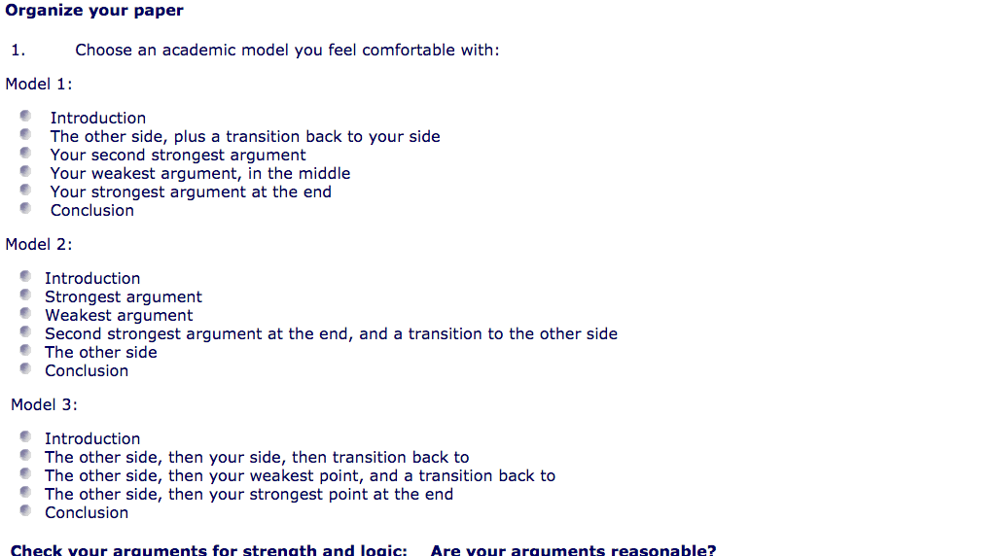 Organize your paper
1. Choose an academic model you feel comfortable with:
Model 1:
Introduction
The other side, plus a transition back to your side
Your second strongest argument
Your weakest argument, in the middle
Your strongest argument at the end
Conclusion
Model 2:
Introduction
Strongest argument
Weakest argument
Second strongest argument at the end, and a transition to the other side
The other side
Conclusion
Model 3:
Introduction
The other side, then your side, then transition back to
The other side, then your weakest point, and a transition back to
The other side, then your strongest point at the end
Conclusion
Check your arguments for strength and logic: Are your arguments reasonable?